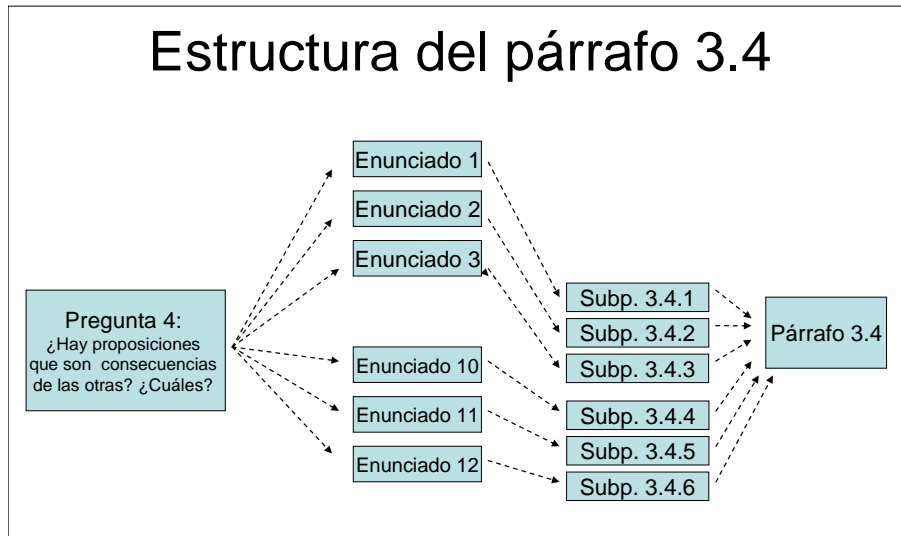 Estructura del párrafo 3.4
Pregunta 4:
¿Hay proposiciones
que son consecuencias
de las otras? ¿Cuáles?
Enunciado 1
Enunciado 2
Enunciado 3
Enunciado 10
Enunciado 11
Enunciado 12
Subp. 3.4.1
Subp. 3.4.2
Subp. 3.4.3
Subp. 3.4.4
Subp. 3.4.5
Subp. 3.4.6
Párrafo 3.4